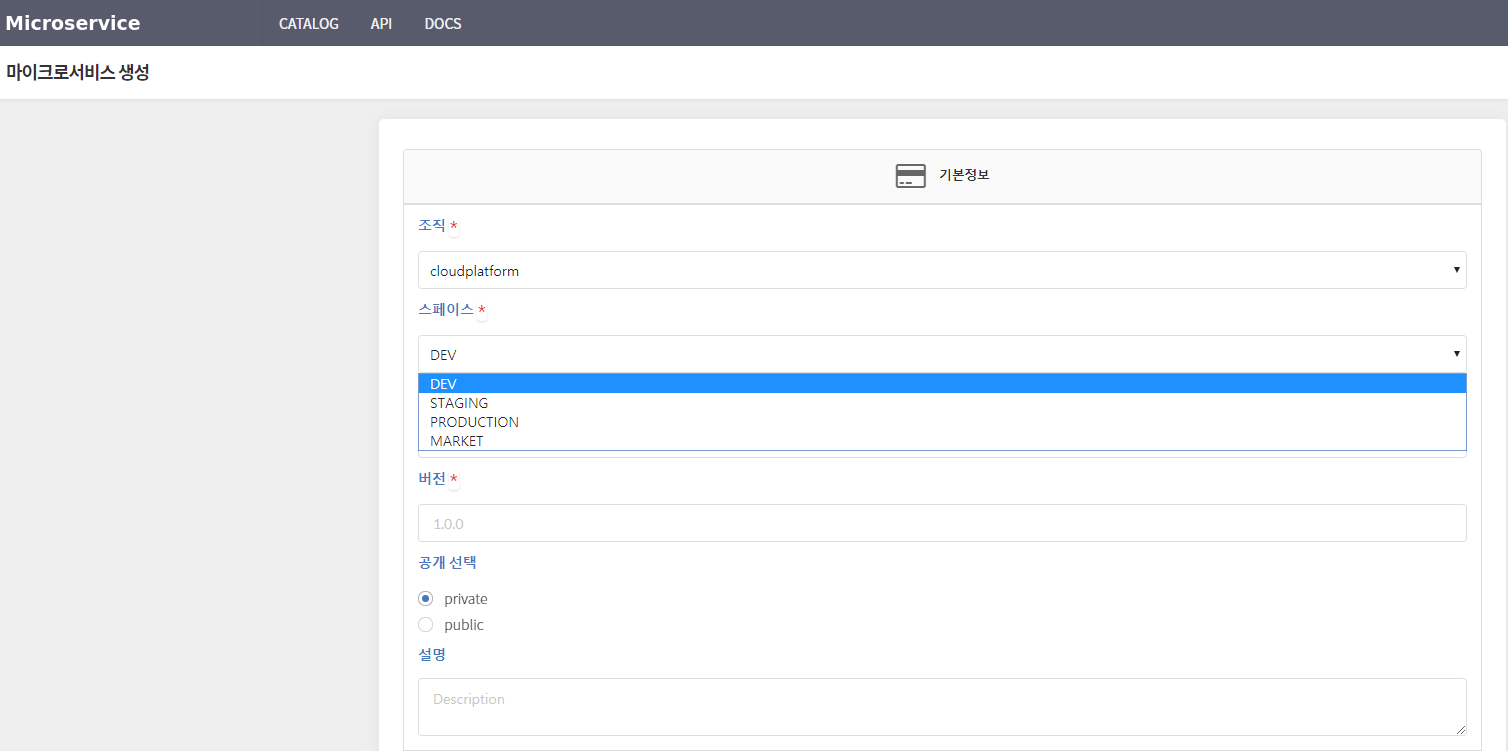 Microservice CATALOG API DOCS
마이크로서비스 생성
기본정보
조직 *
cloudplatform
스페이스 *
DEV
DEV
STAGING
PRODUCTION
MARKET
버전 *
1.0.0
공개 선택
private
public
설명
Description